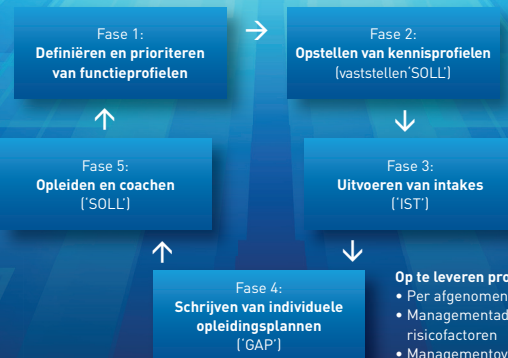 Fase 1:
Definiëren en prioriteren
van functieprofielen
→
Fase 2:
Opstellen van kennisprofielen
(vaststellen'SOLL')
↓
Fase 3:
Uitvoeren van intakes
('IST')
↓
Fase 4:
Schrijven van individuele
opleidingsplannen
('GAP')
↑
Fase 5:
Opleiden en coachen
('SOLL')
↑
Op te leveren
• Per afgenomen
•
risicofactoren
•